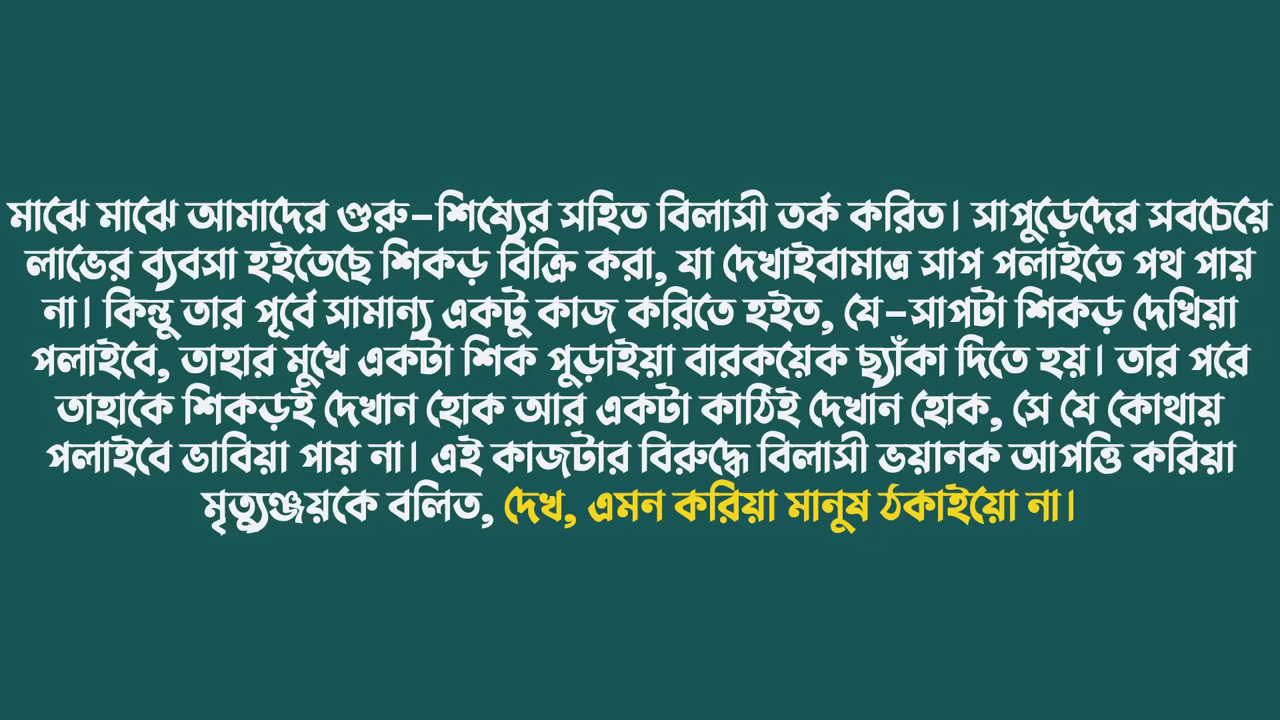 মাঝে মাঝে আমাদের গুরু-শিষ্যের সহিত বিলাসী তর্ক করিত। সাপুড়েদের সবচেয়ে
লাভের ব্যবসা হইতেছে শিকড় বিক্রি করা, যা দেখাইবামাত্র সাপ পলাইতে পথ পায়
না। কিন্তু তার পূর্বে সামান্য একটু কাজ করিতে হইত, যে-সাপটা শিকড় দেখিয়া
পলাইবে, তাহার মুখে একটা শিক পুড়াইয়া বারকয়েক ছ্যাঁকা দিতে হয়। তার পরে
তাহাকে শিকড়ই দেখান হোক আর একটা কাঠিই দেখান হোক, সে যে কোথায়
পলাইবে ভাবিয়া পায় না। এই কাজটার বিরুদ্ধে বিলাসী ভয়ানক আপত্তি করিয়া
মৃত্যুঞ্জয়কে বলিত, দেখ, এমন করিয়া মানুষ ঠকাইয়ো না।